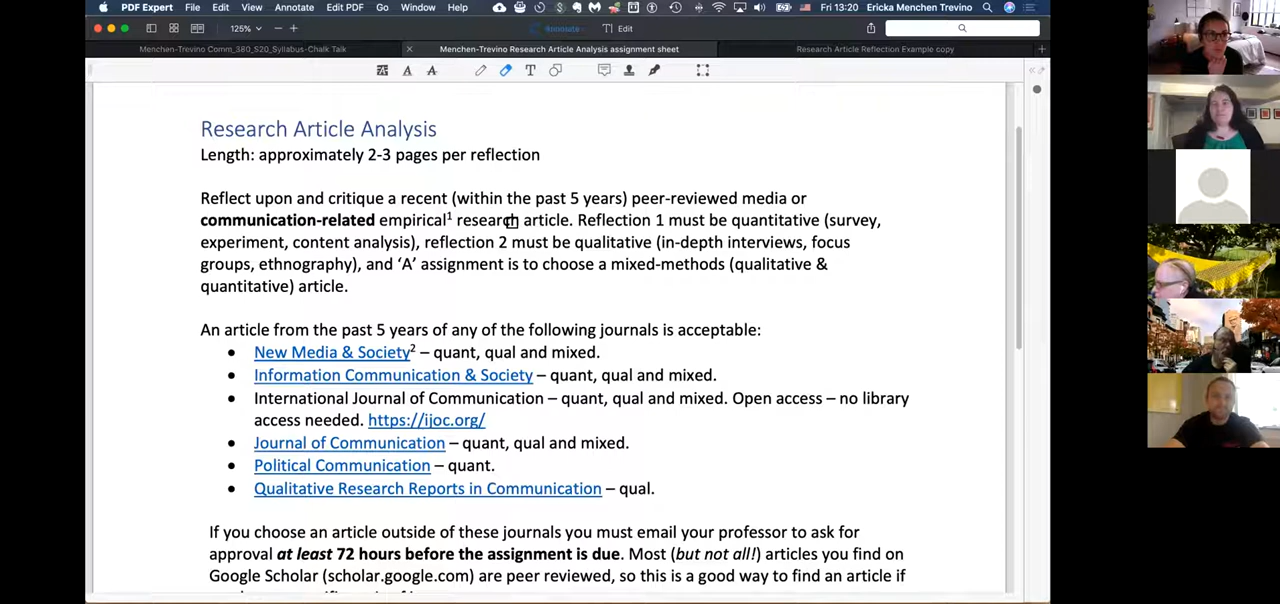 PDF Expert File Edit View Annotate Edit PDF Go Window Help Fri 13:20 Ericka Menchen Trevino
125% Annotate Edit
Menchen-Trevino Comm_380_S20_Syllabus-Chalk Talk Menchen-Trevino Research Article Analysis assignment sheet Research Article Reflection Example copy
Research Article Analysis
Length: approximately 2-3 pages per reflection
Reflect upon and critique a recent (within the past 5 years) peer-reviewed media or
communication-related empirical1 research article. Reflection 1 must be quantitative (survey,
experiment, content analysis), reflection 2 must be qualitative (in-depth interviews, focus
groups, ethnography), and ‘A’ assignment is to choose a mixed-methods (qualitative &
quantitative) article.
An article from the past 5 years of any of the following journals is acceptable:
• New Media & Society2 – quant, qual and mixed.
• Information Communication & Society – quant, qual and mixed.
• International Journal of Communication – quant, qual and mixed. Open access – no library
access needed. https://ijoc.org/
• Journal of Communication – quant, qual and mixed.
• Political Communication – quant.
• Qualitative Research Reports in Communication – qual.
If you choose an article outside of these journals you must email your professor to ask for
approval at least 72 hours before the assignment is due. Most (but not all!) articles you find on
Google Scholar (scholar.google.com) are peer reviewed, so this is a good way to find an article if